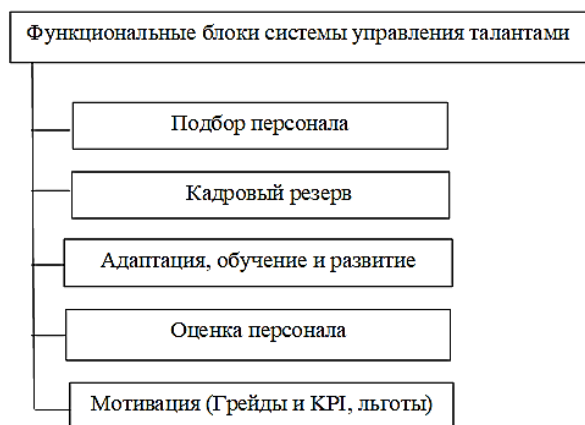 Функциональные блоки системы управления талантами
Подбор персонала
Кадровый резерв
Адаптация, обучение и развитие
Оценка персонала
Мотивация (Грейды и KPI, льготы)